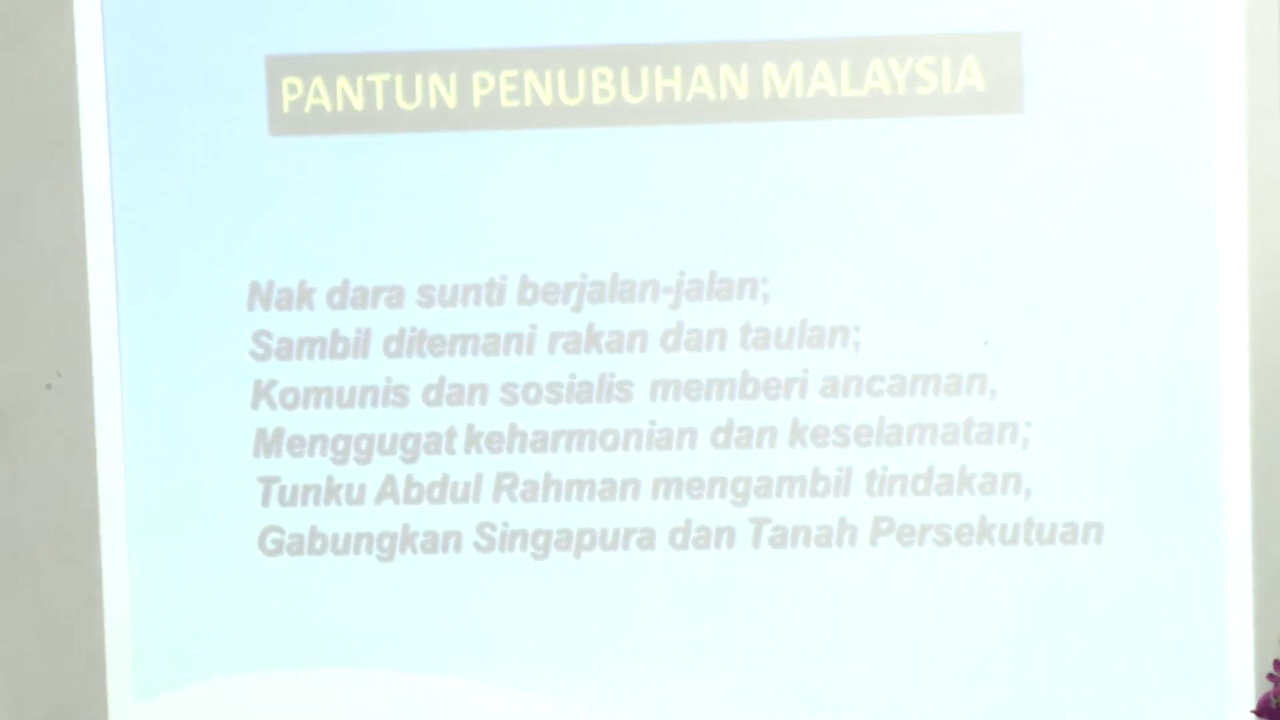 PANTUN PENUBUHAN MALAYSIA
Nak dara sunti berjalan-jalan;
Sambil ditemani rakan dan taulan;
Komunis dan sosialis memberi ancaman,
Menggugat keharmonian dan keselamatan;
Tunku Abdul Rahman mengambil tindakan,
Gabungkan Singapura dan Tanah Persekutuan